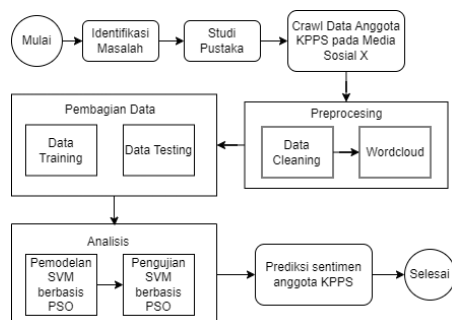 Mulai
Identifikasi
Masalah
Studi
Pustaka
Crawl Data Anggota
KPPS pada Media
Sosial X
Preprocesing
Data
Cleaning
Wordcloud
Pembagian Data
Data
Training
Data Testing
Analisis
Pemodelan
SVM
berbasis
PSO
Pengujian
SVM
berbasis
PSO
Prediksi sentimen
anggota KPPS
Selesai